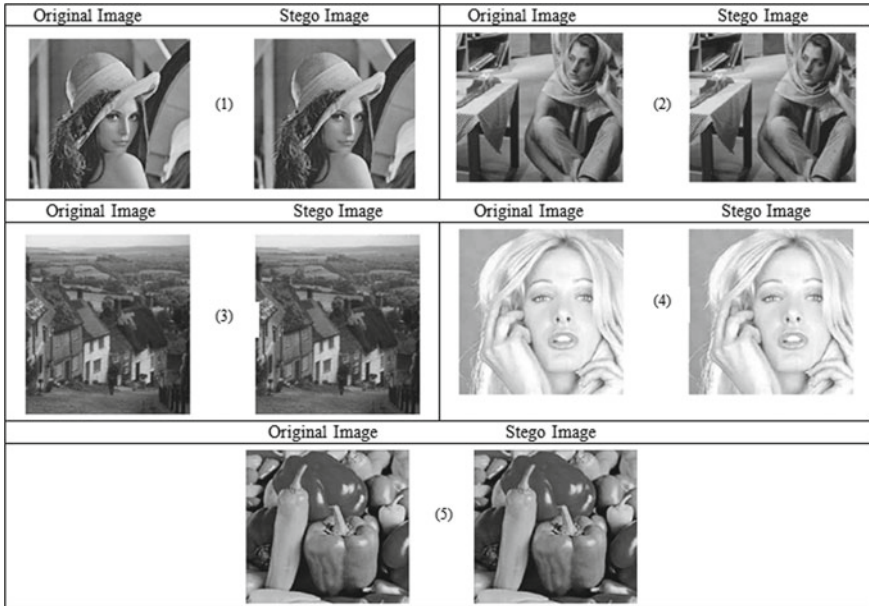 Original Image Stego Image Original Image Stego Image
(1) (2)
Original Image Stego Image Original Image Stego Image
(3) (4)
Original Image Stego Image
(5)